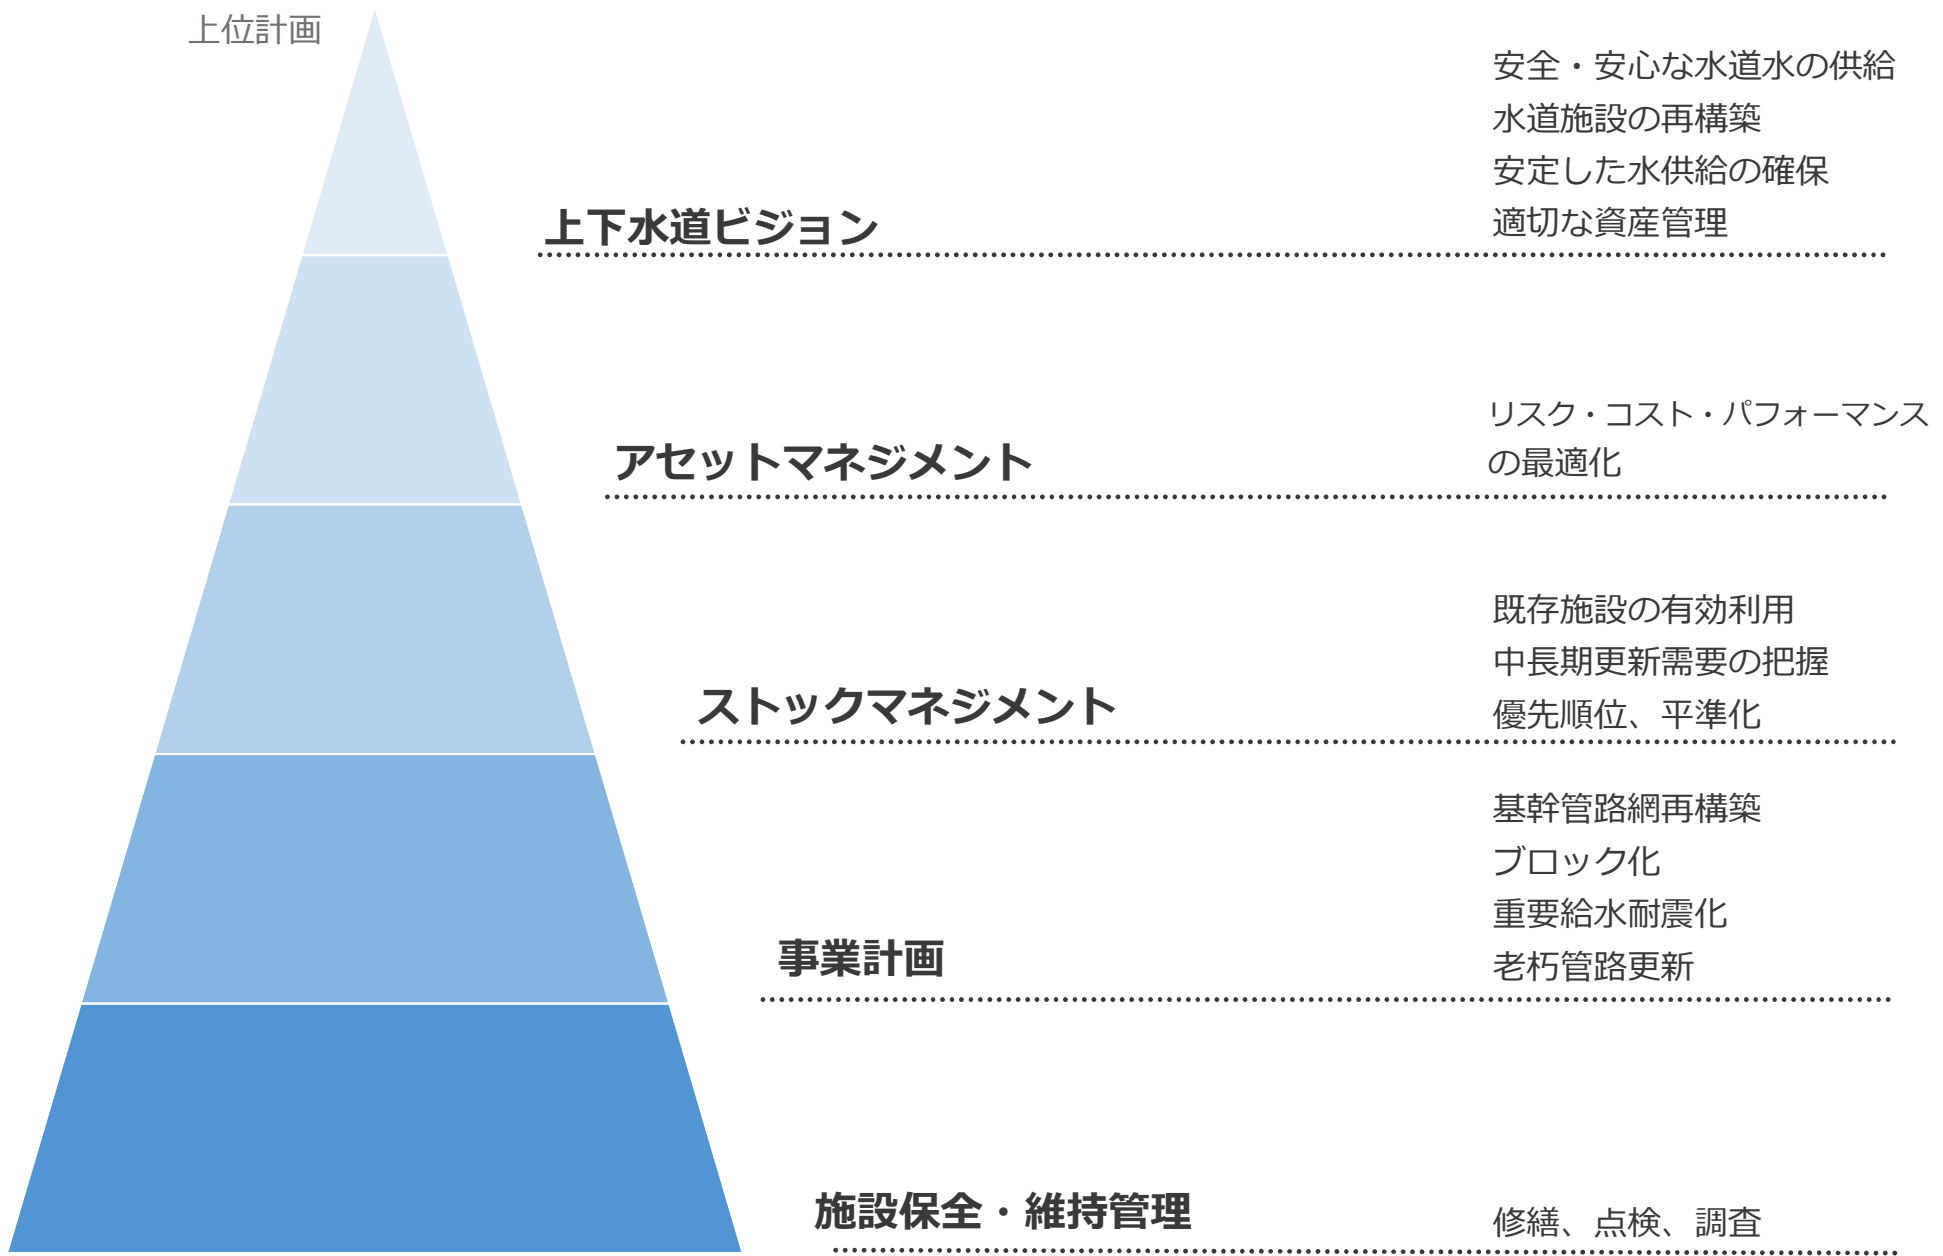 上位計画
安全・安心な水道水の供給
水道施設の再構築
安定した水供給の確保
適切な資産管理
上下水道ビジョン
リスク・コスト・パフォーマンス
の最適化
アセットマネジメント
既存施設の有効利用
中長期更新需要の把握
優先順位、平準化
ストックマネジメント
基幹管路網再構築
ブロック化
重要給水耐震化
老朽管路更新
事業計画
施設保全・維持管理
修繕、点検、調査